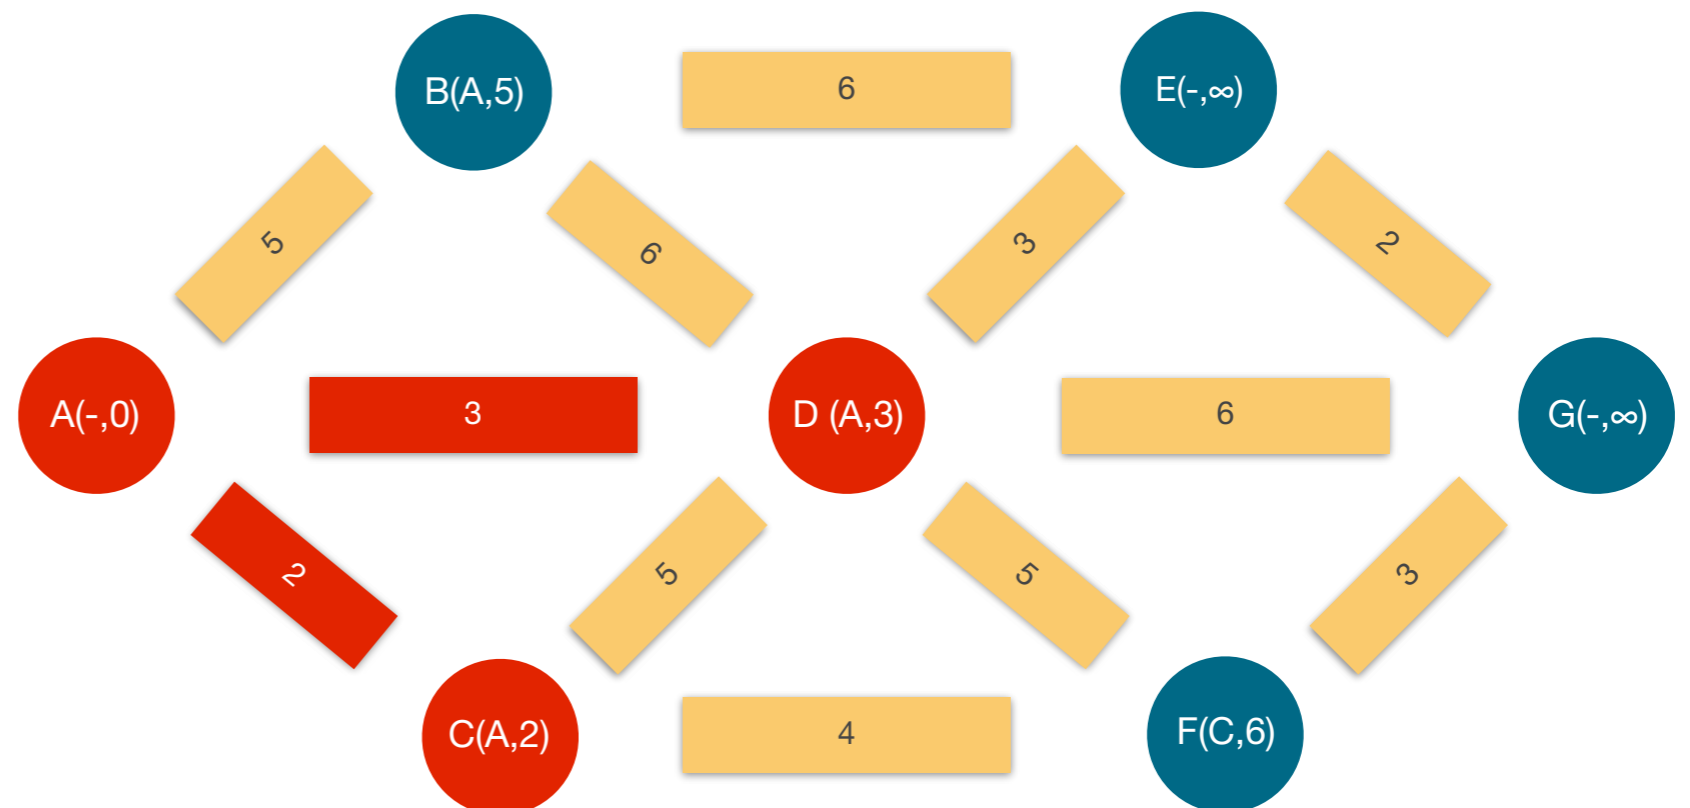 B(A,5)
6
E(-,∞)
5
6
3
2
A(-,0)
3
D (A,3)
6
G(-,∞)
2
5
5
3
C(A,2)
4
F(C,6)